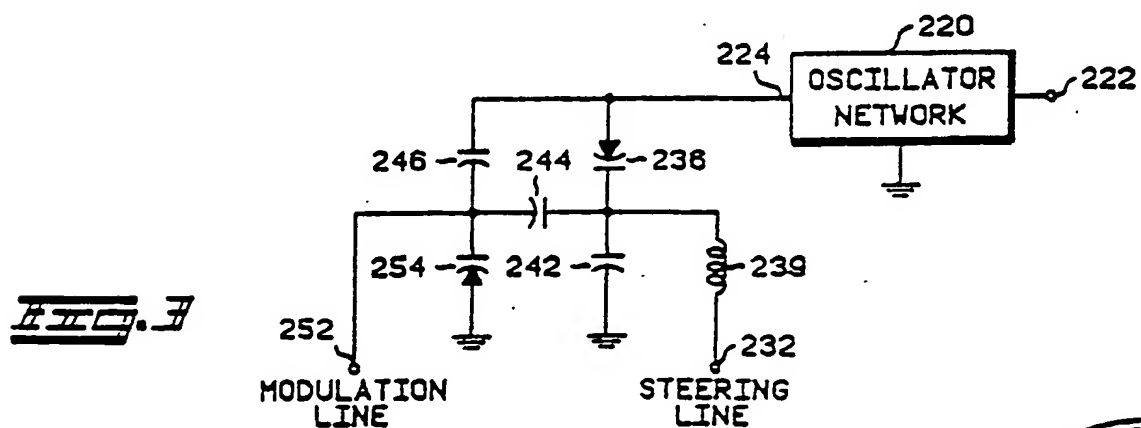 220
224
OSCILLATOR
NETWORK
222
246
244
238
254
242
239
FIG. 3
252
232
MODULATION
LINE
STEERING
LINE